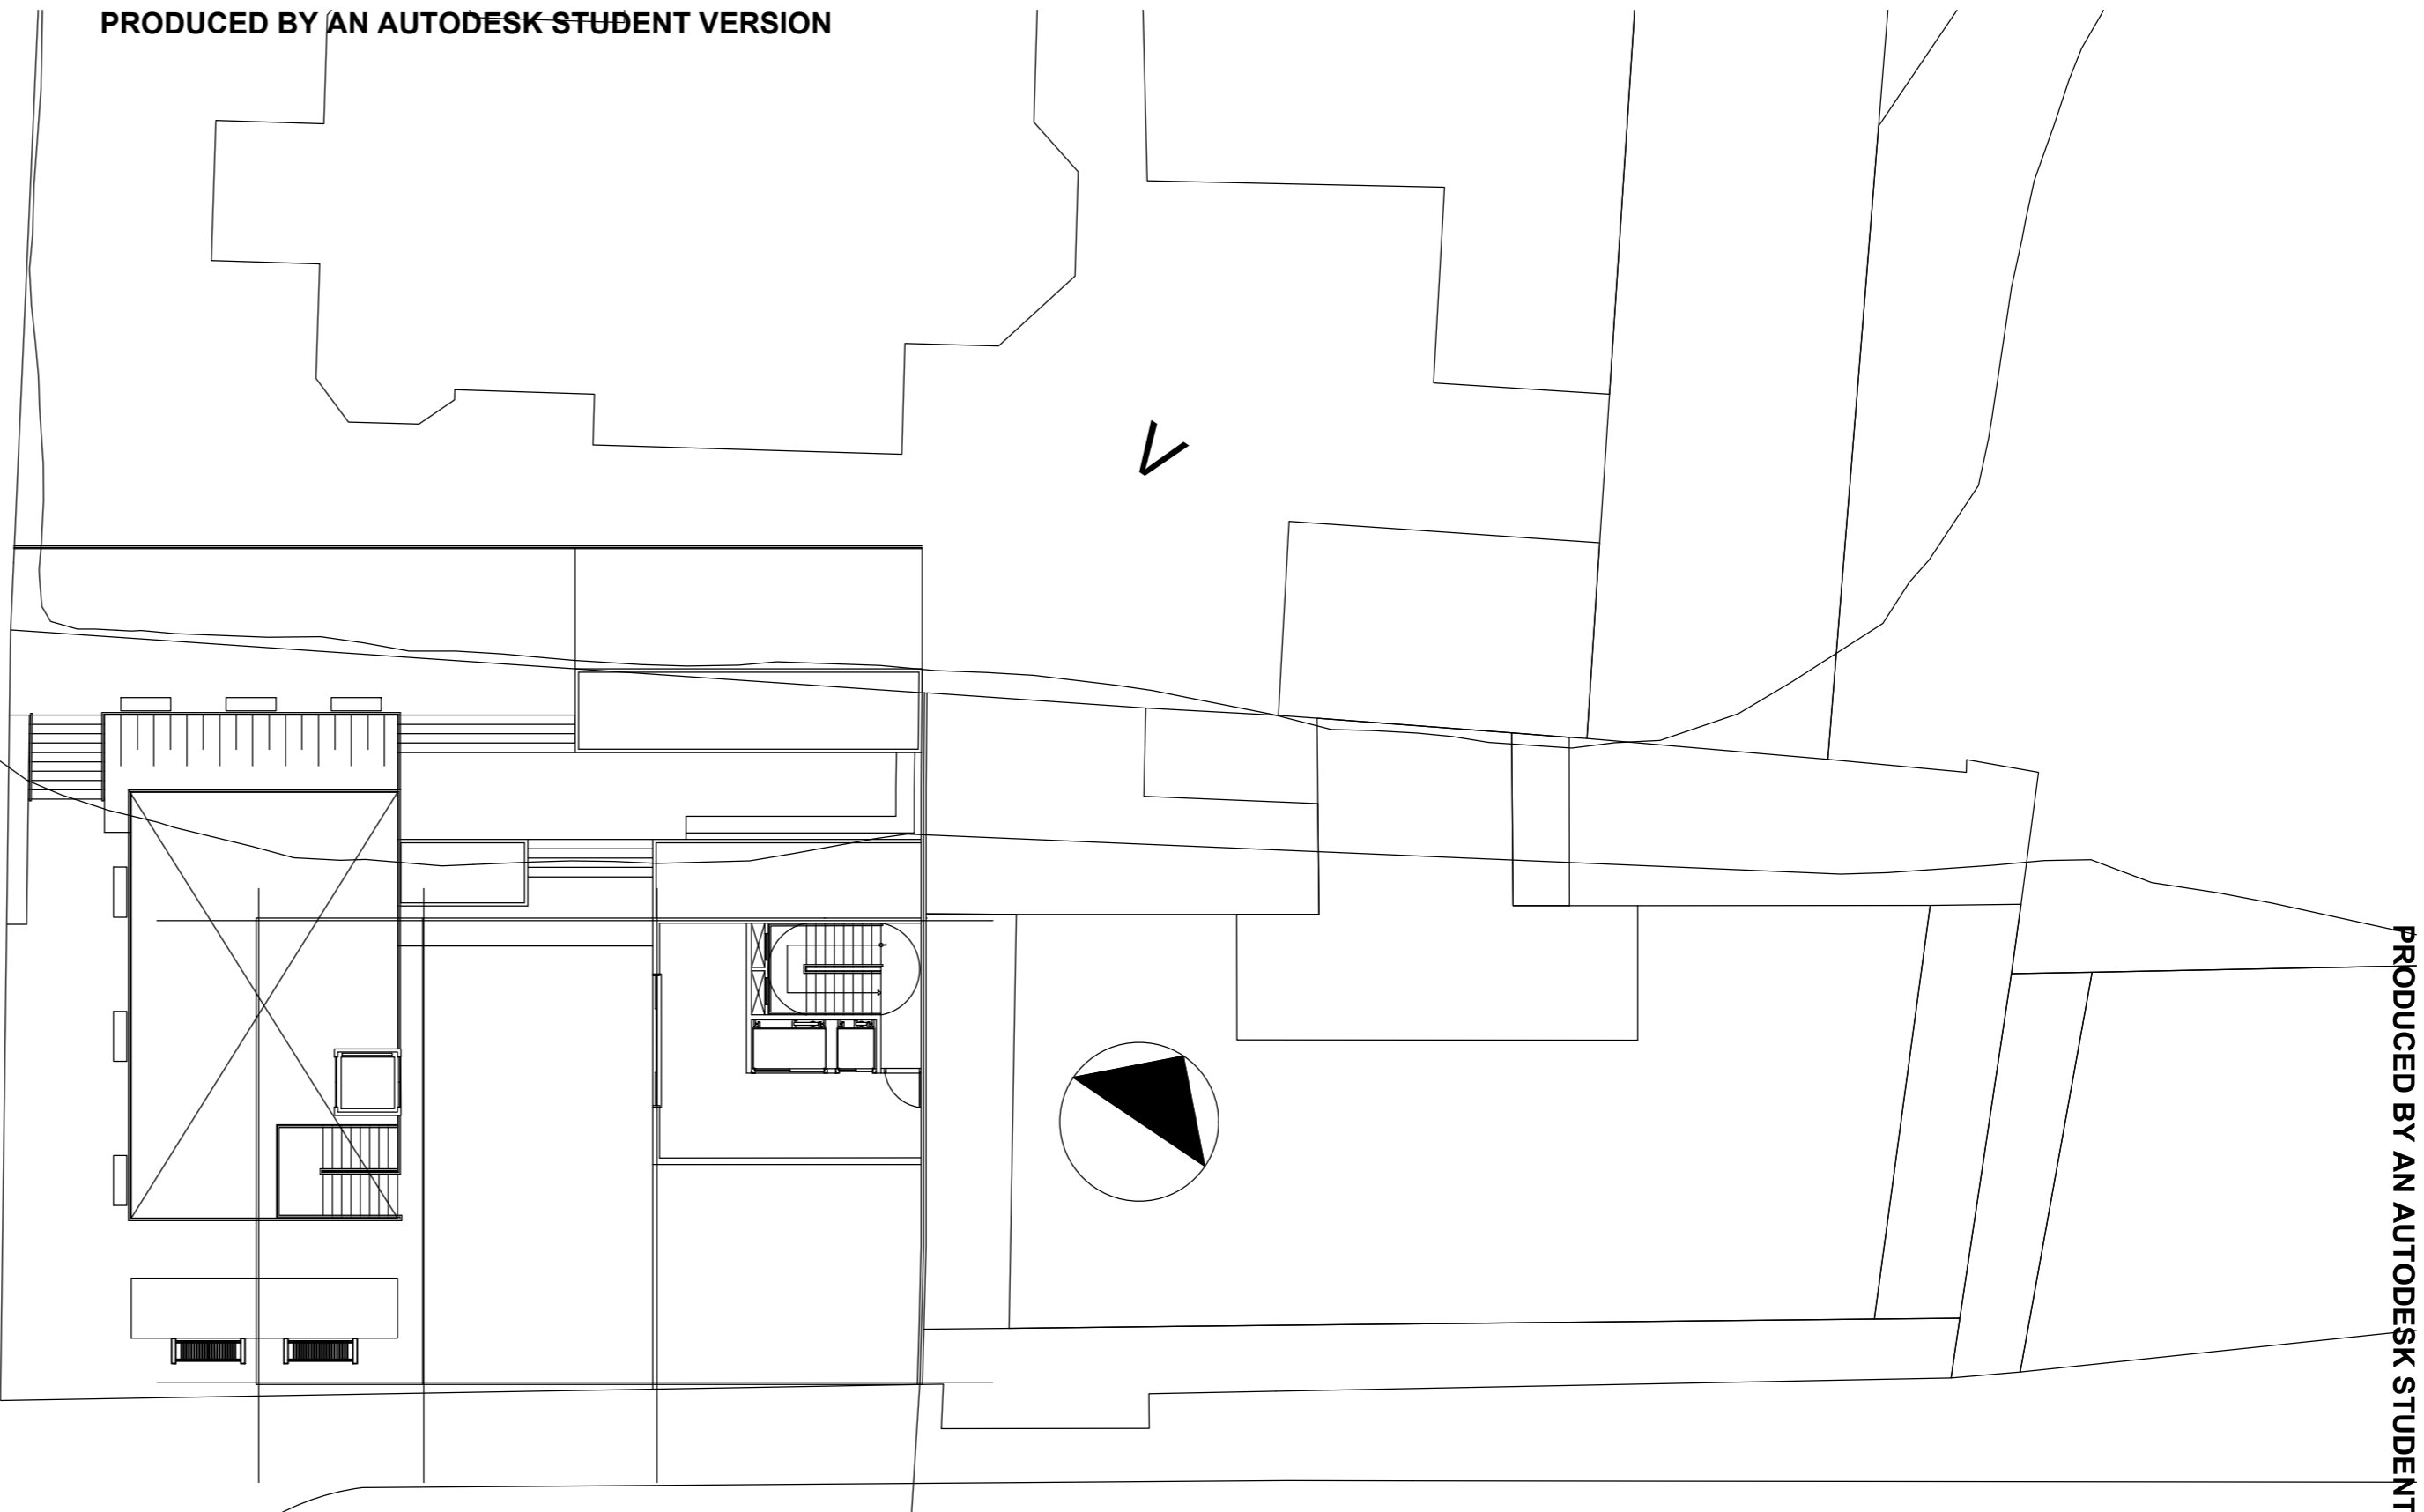 PRODUCED BY AN AUTODESK STUDENT VERSION
V
PRODUCED BY AN AUTODESK STUDENT